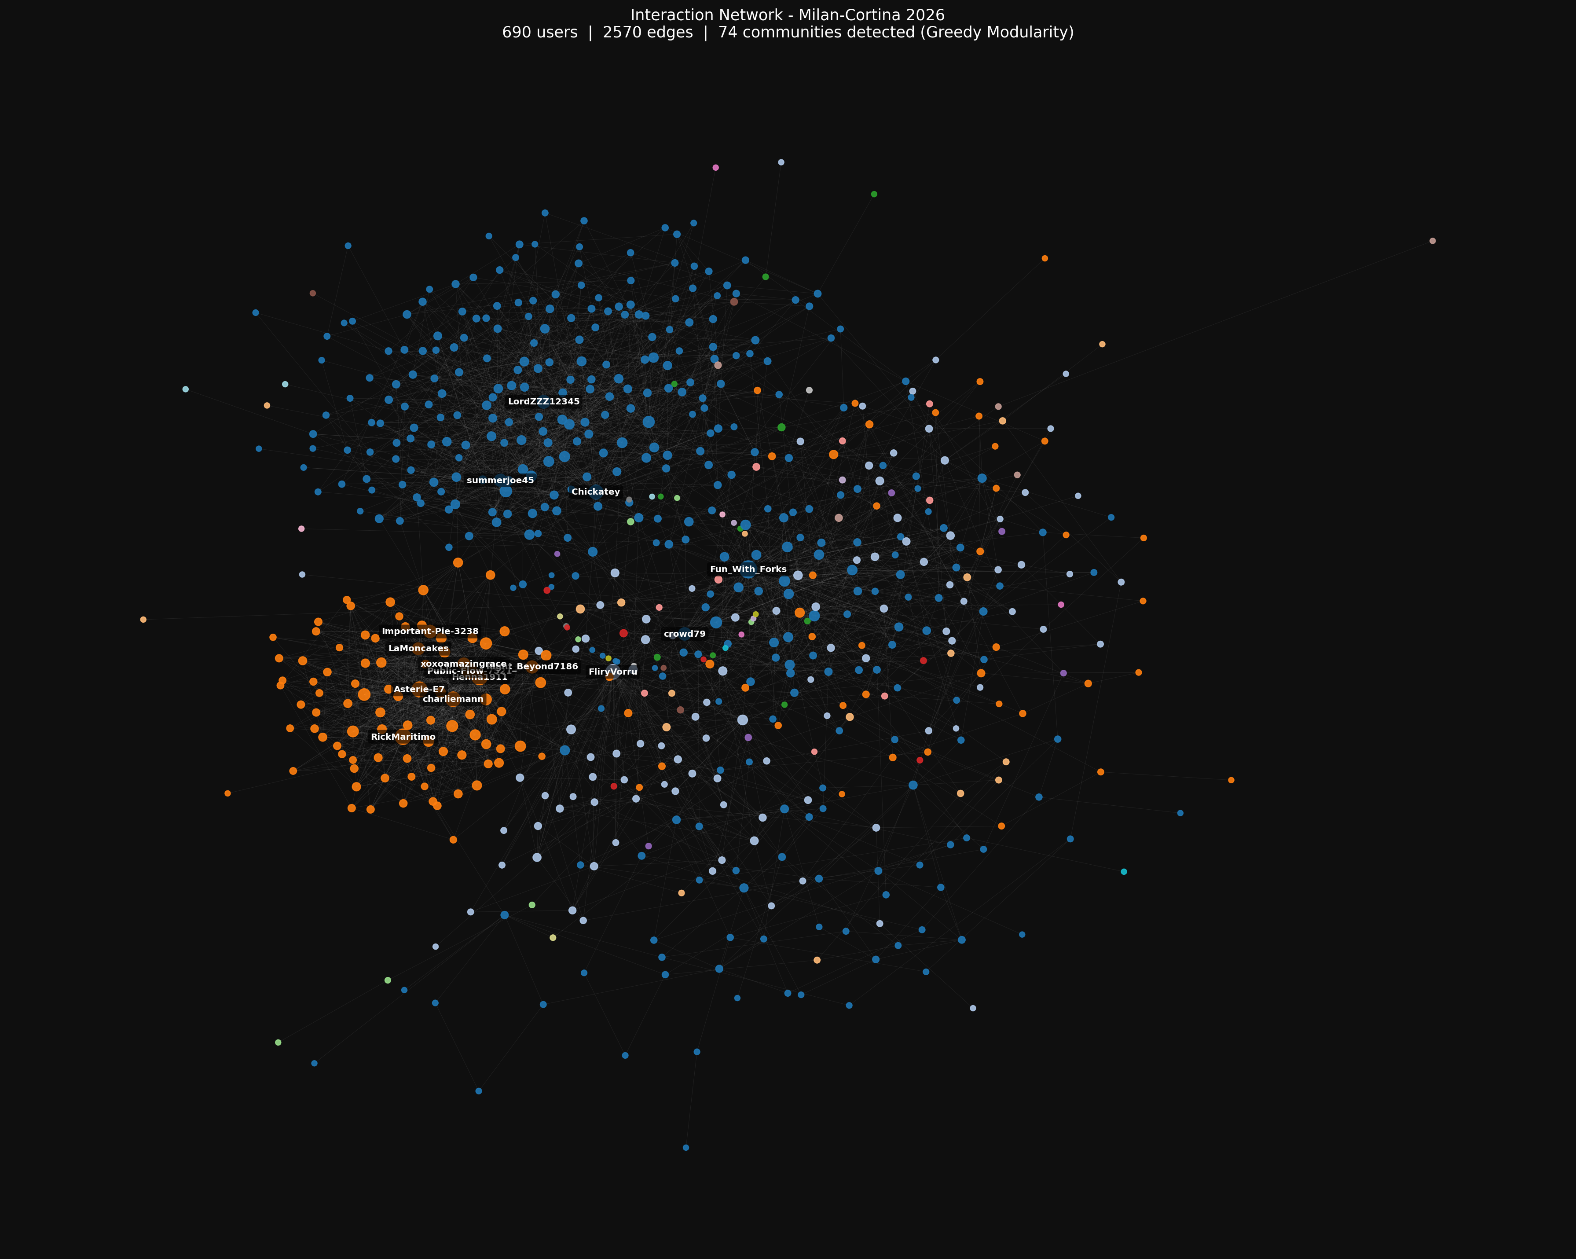 Interaction Network - Milan-Cortina 2026
690 users | 2570 edges | 74 communities detected (Greedy Modularity)
LordZZZ12345
summerjoe45
Chickatey
Fun_With_Forks
Important-Pie-3238
crowd79
LaMoncakes
xoxoamazingrace
Beyond7186
FliryVorru
Asterie-E7
charliemann
RickMaritimo